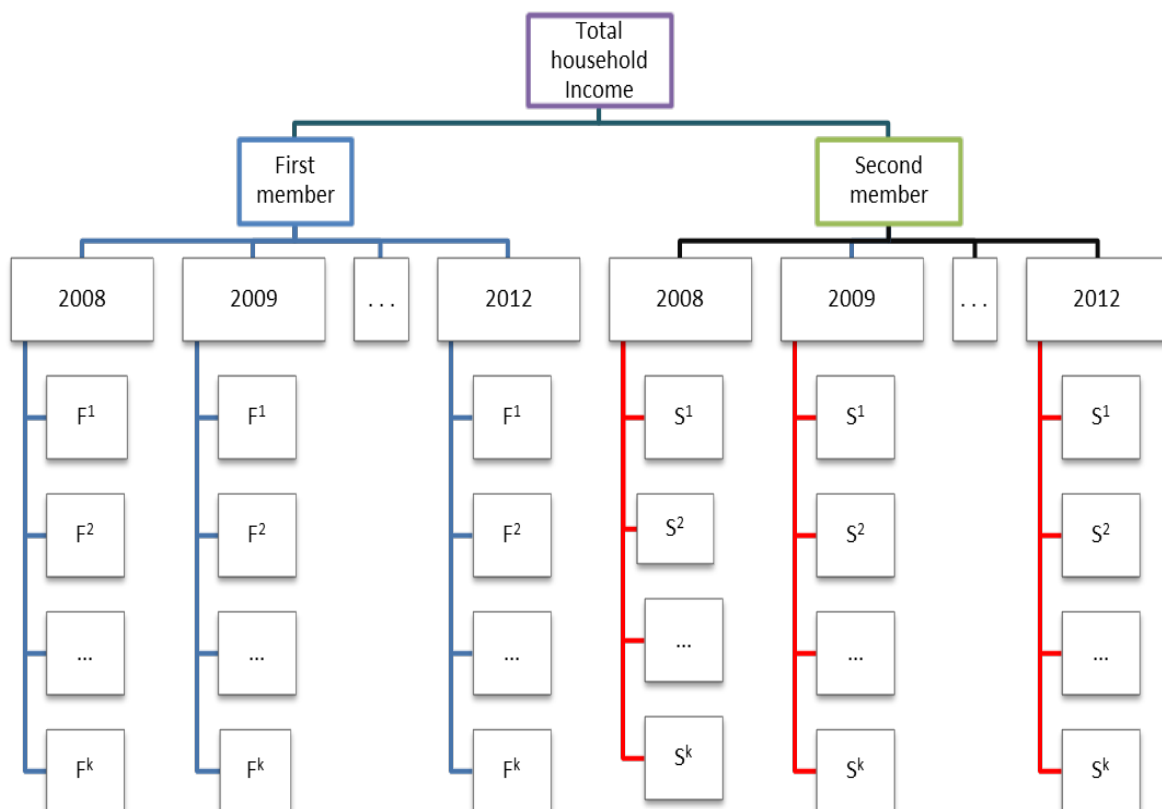 Total
household
Income
First
member
Second
member
2008
2009
. . .
2012
2008
2009
. . .
2012
F¹
F¹
F¹
S¹
S¹
S¹
F²
F²
F²
S²
S²
S²
...
...
...
...
...
...
Fᵏ
Fᵏ
Fᵏ
Sᵏ
Sᵏ
Sᵏ